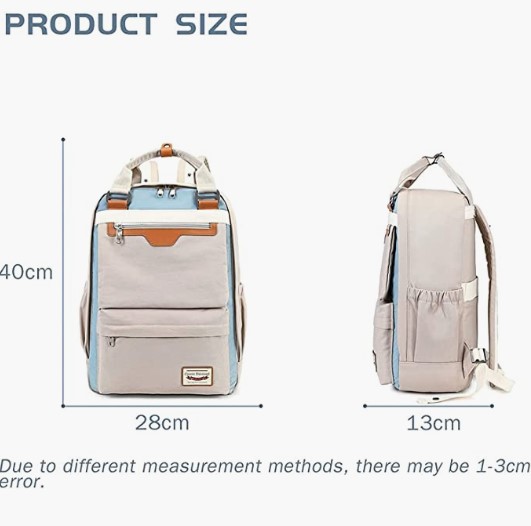 PRODUCT SIZE
40cm
28cm
13cm
Due to different measurement methods, there may be 1-3cm
error.